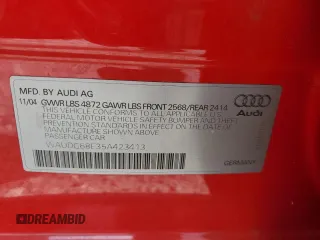 MFD. BY AUDI AG
11/04 GVWR LBS 4872 GAWR LBS FRONT 2568/REAR 2414
THIS VEHICLE CONFORMS TO ALL APPLICABLE
FEDERAL MOTOR VEHICLE SAFETY BUMPER AND THEFT
PREVENTION STANDARDS IN EFFECT ON THE DATE OF
MANUFACTURE SHOWN ABOVE.
PASSENGER CAR
Audi
GERMANY
DREAMBID